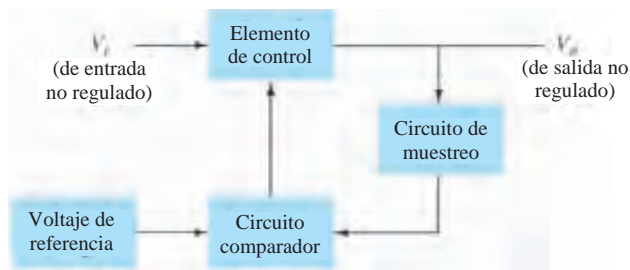 Elemento
de control
Vi
(de entrada
no regulado)
Vo
(de salida no
regulado)
Circuito de
muestreo
Voltaje de
referencia
Circuito
comparador